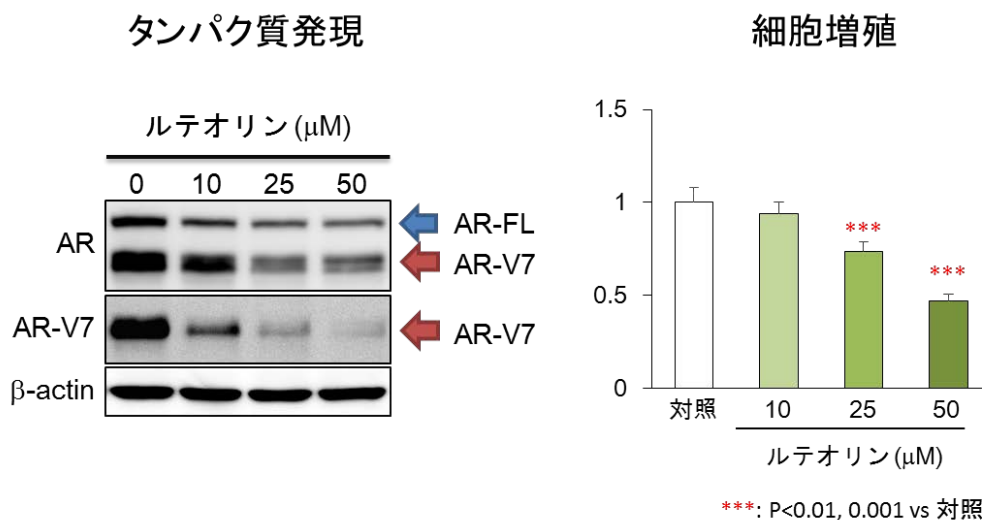 タンパク質発現
ルテオリン (μM)
0 10 25 50
AR
AR-FL
AR-V7
AR-V7
AR-V7
β-actin
細胞増殖
1.5
1
0.5
0
***
***
対照 10 25 50
ルテオリン (μM)
***: P<0.01, 0.001 vs 対照